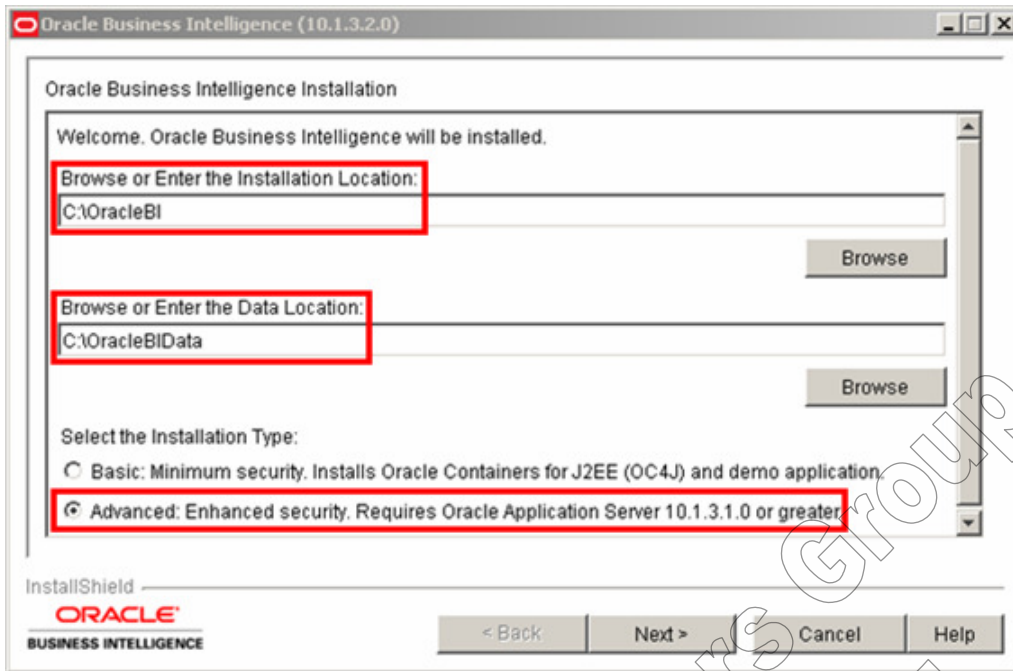 Oracle Business Intelligence (10.1.3.2.0)
Oracle Business Intelligence Installation
Welcome. Oracle Business Intelligence will be installed.
Browse or Enter the Installation Location:
C:\OracleBI
Browse
Browse or Enter the Data Location:
C:\OracleBIData
Browse
Select the Installation Type:
Basic: Minimum security. Installs Oracle Containers for J2EE (OC4J) and demo application.
Advanced: Enhanced security. Requires Oracle Application Server 10.1.3.1.0 or greater.
InstallShield
ORACLE
BUSINESS INTELLIGENCE
< Back
Next >
Cancel
Help
Group